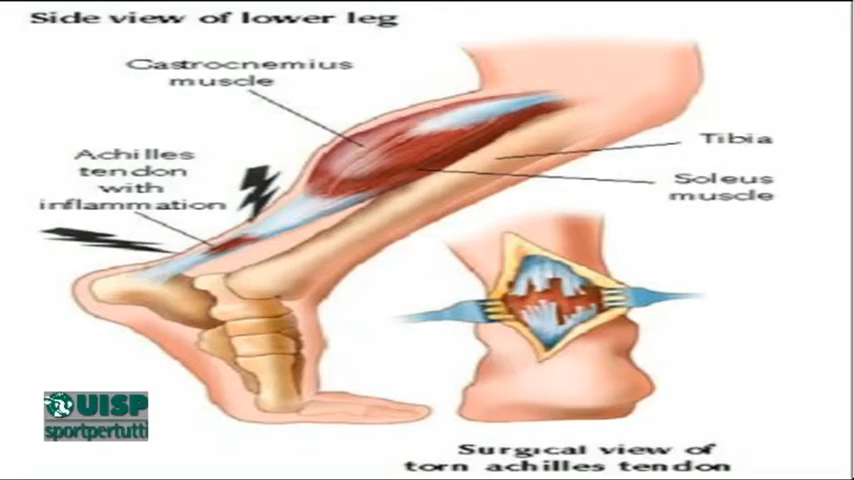 Side view of lower leg
Gastrocnemius
muscle
Achilles
tendon
with
inflammation
Tibia
Soleus
muscle
UISP
sportpertutti
Surgical view of
torn achilles tendon